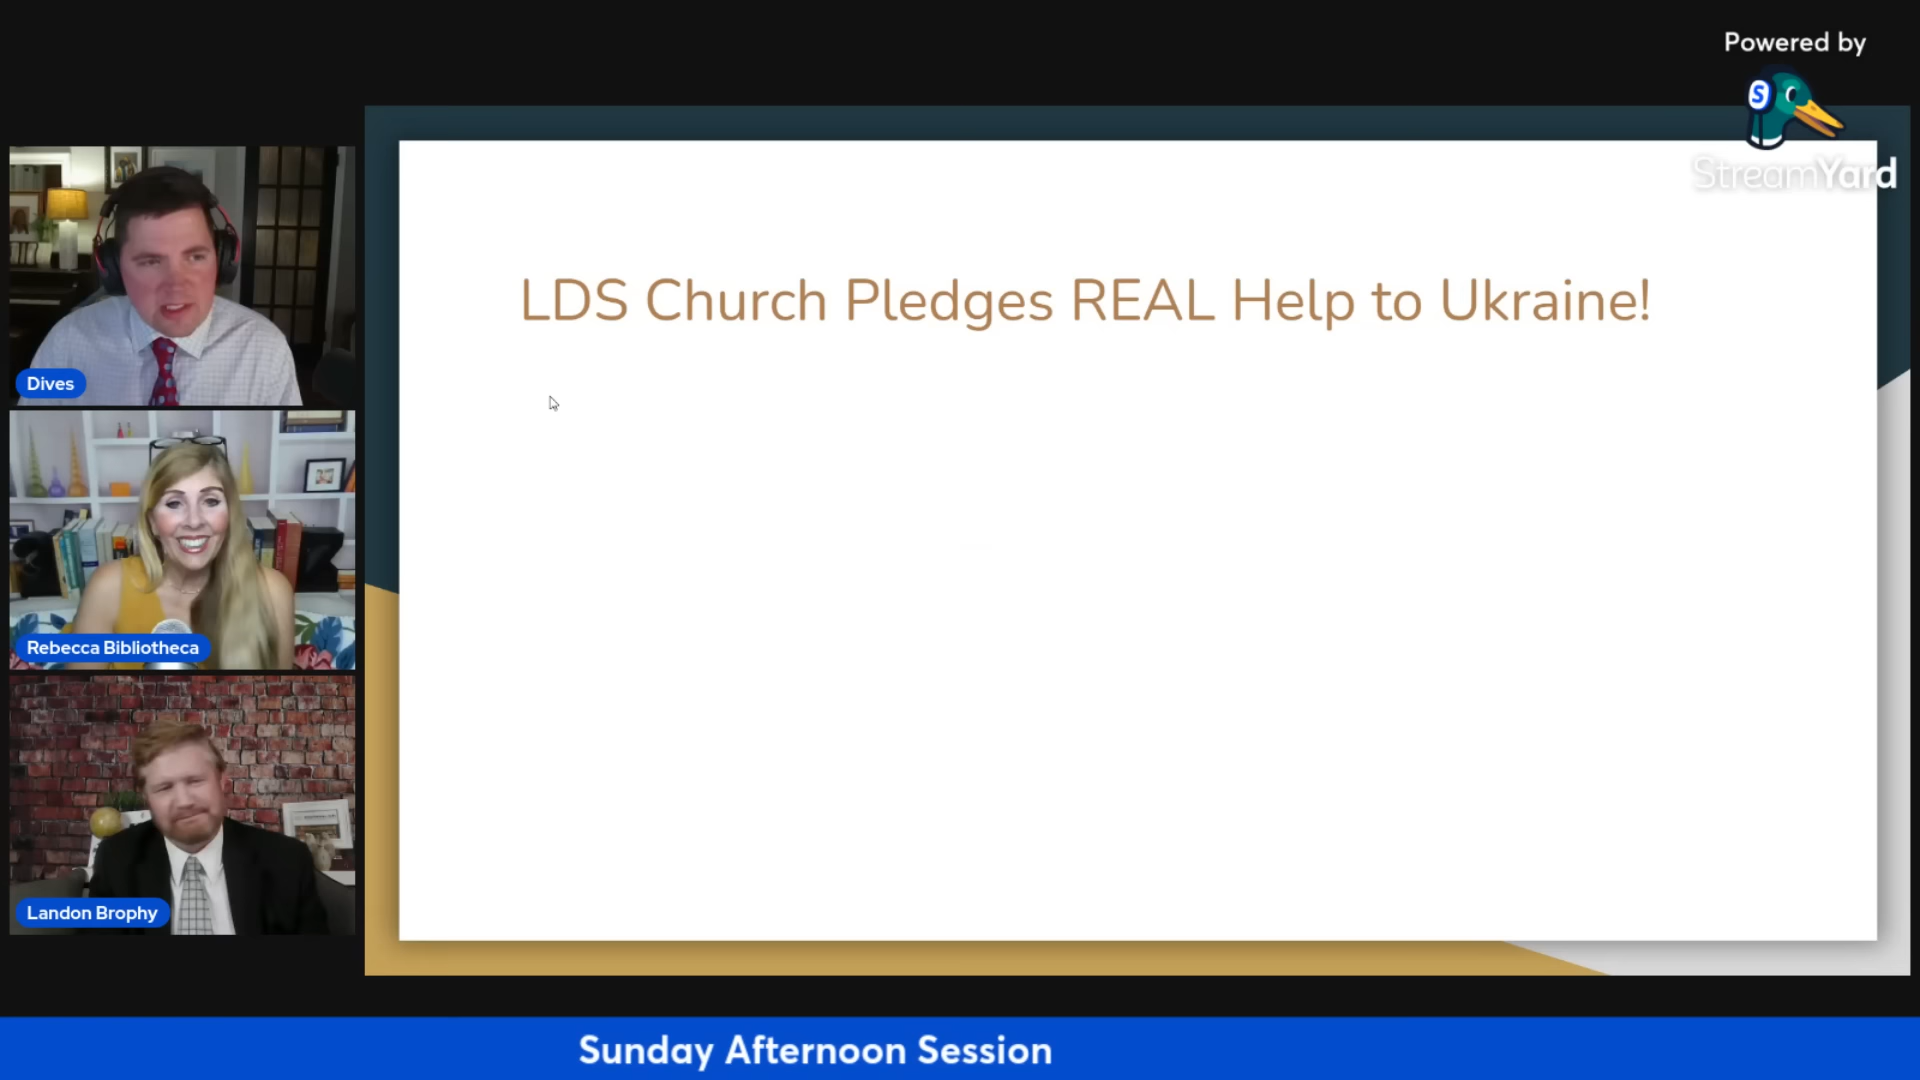 Powered by
S
StreamYard
LDS Church Pledges REAL Help to Ukraine!
Dives
Rebecca Bibliotheca
Landon Brophy
Sunday Afternoon Session